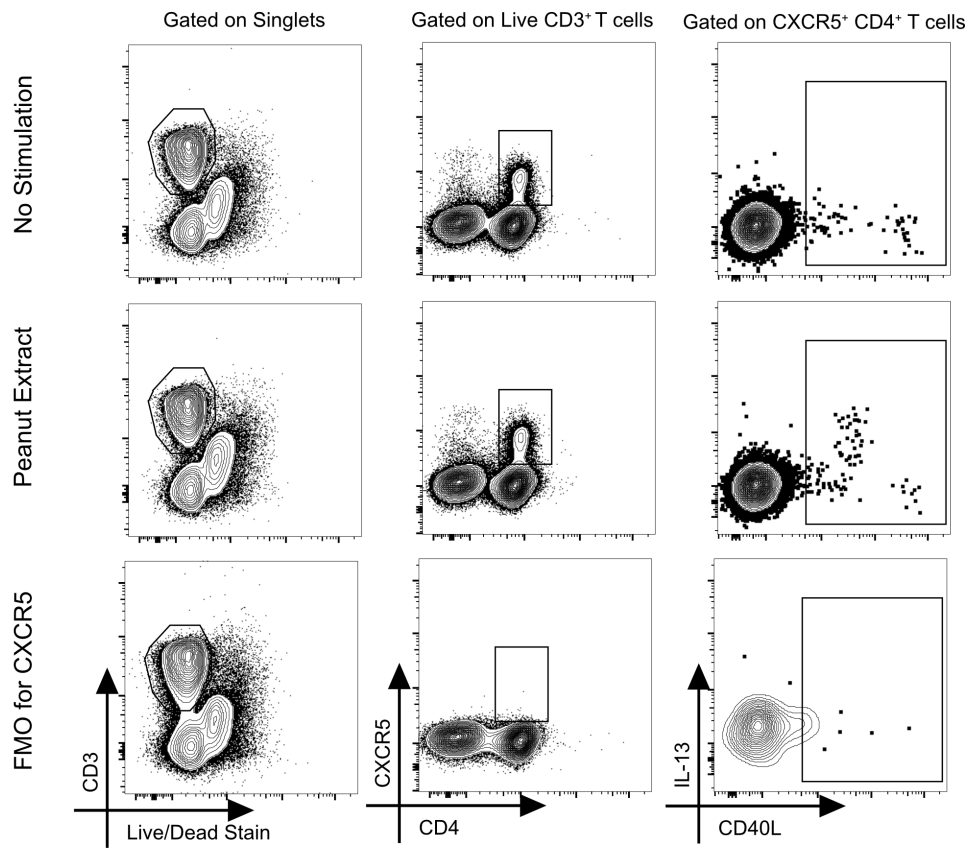 Gated on Singlets
Gated on Live CD3⁺ T cells
Gated on CXCR5⁺ CD4⁺ T cells
No Stimulation
Peanut Extract
FMO for CXCR5
CD3
Live/Dead Stain
CXCR5
CD4
IL-13
CD40L